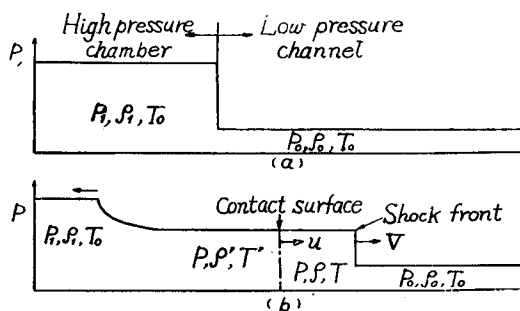 High pressure Low pressure
chamber channel
P,
P₁, ρ₁, T₀
P₀, ρ₀, T₀
(a)
P
Contact surface Shock front
u V
P₁, ρ₁, T₀
P, ρ', T' P, ρ, T
P₀, ρ₀, T₀
(b)